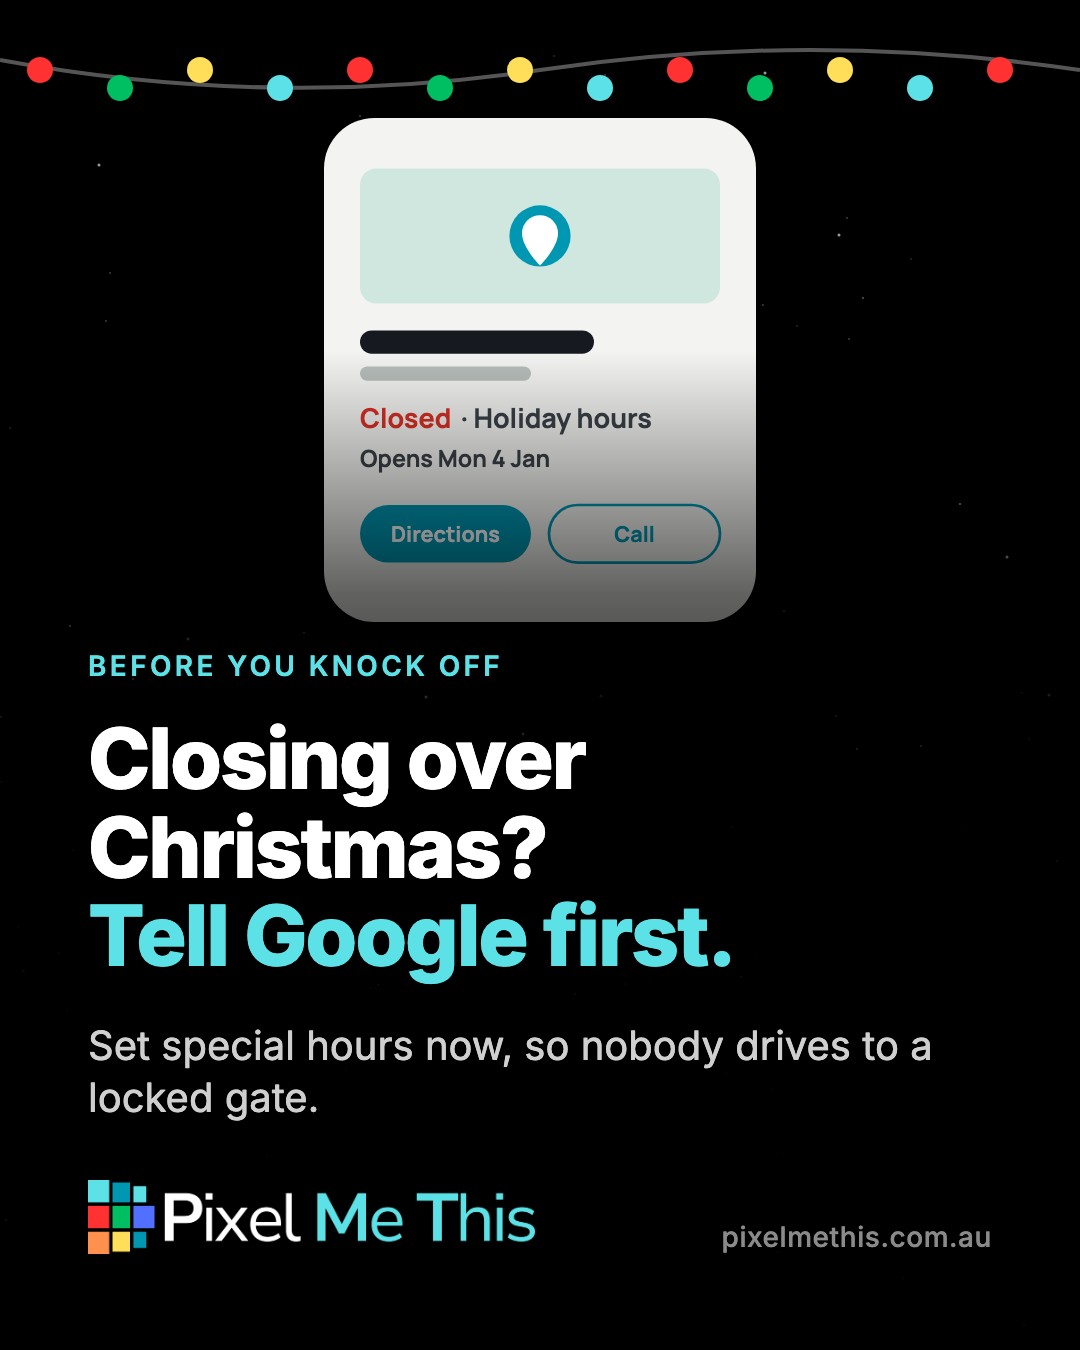 Closed · Holiday hours
Opens Mon 4 Jan
Directions
Call
BEFORE YOU KNOCK OFF
Closing over
Christmas?
Tell Google first.
Set special hours now, so nobody drives to a
locked gate.
Pixel Me This
pixelmethis.com.au